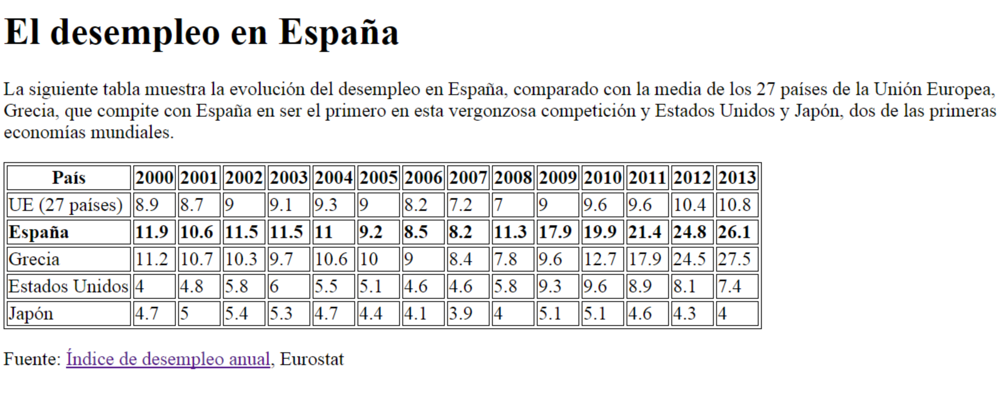 El desempleo en España
La siguiente tabla muestra la evolución del desempleo en España, comparado con la media de los 27 países de la Unión Europea,
Grecia, que compite con España en ser el primero en esta vergonzosa competición y Estados Unidos y Japón, dos de las primeras
economías mundiales.
País 2000 2001 2002 2003 2004 2005 2006 2007 2008 2009 2010 2011 2012 2013
UE (27 países) 8.9 8.7 9 9.1 9.3 9 8.2 7.2 7 9 9.6 9.6 10.4 10.8
España 11.9 10.6 11.5 11.5 11 9.2 8.5 8.2 11.3 17.9 19.9 21.4 24.8 26.1
Grecia 11.2 10.7 10.3 9.7 10.6 10 9 8.4 7.8 9.6 12.7 17.9 24.5 27.5
Estados Unidos 4 4.8 5.8 6 5.5 5.1 4.6 4.6 5.8 9.3 9.6 8.9 8.1 7.4
Japón 4.7 5 5.4 5.3 4.7 4.4 4.1 3.9 4 5.1 5.1 4.6 4.3 4
Fuente: Índice de desempleo anual, Eurostat